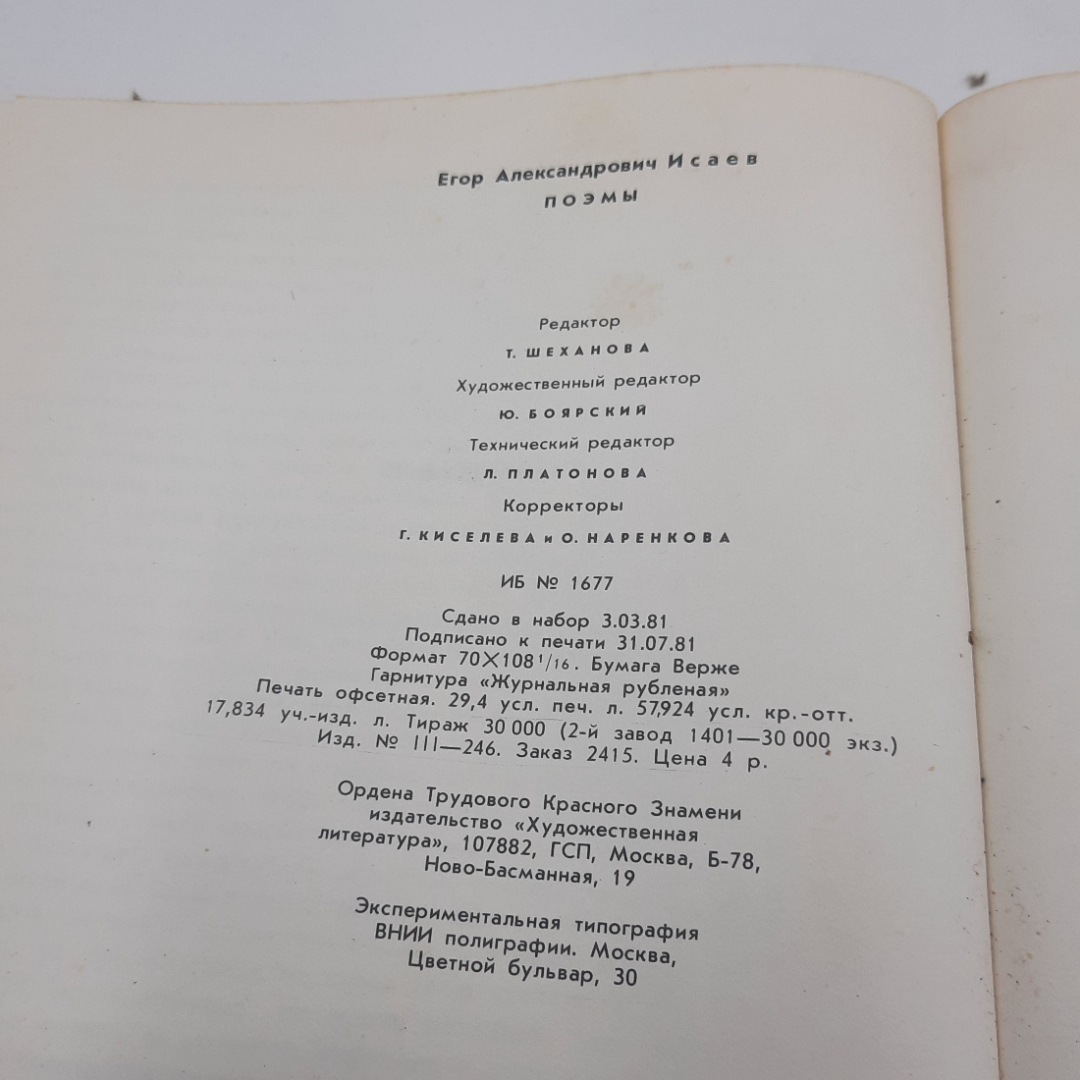 Егор Александрович Исаев
ПОЭМЫ
Редактор
Т. ШЕХАНОВА
Художественный редактор
Ю. БОЯРСКИЙ
Технический редактор
Л. ПЛАТОНОВА
Корректоры
Г. КИСЕЛЕВА и О. НАРЕНКОВА
ИБ № 1677
Сдано в набор 3.03.81
Подписано к печати 31.07.81
Формат 70×108 1/16. Бумага Верже
Гарнитура «Журнальная рубленая»
Печать офсетная. 29,4 усл. печ. л. 57,924 усл. кр.-отт.
17,834 уч.-изд. л. Тираж 30 000 (2-й завод 1401—30 000 экз.)
Изд. № III—246. Заказ 2415. Цена 4 р.
Ордена Трудового Красного Знамени
издательство «Художественная
литература», 107882, ГСП, Москва, Б-78,
Ново-Басманная, 19
Экспериментальная типография
ВНИИ полиграфии. Москва,
Цветной бульвар, 30